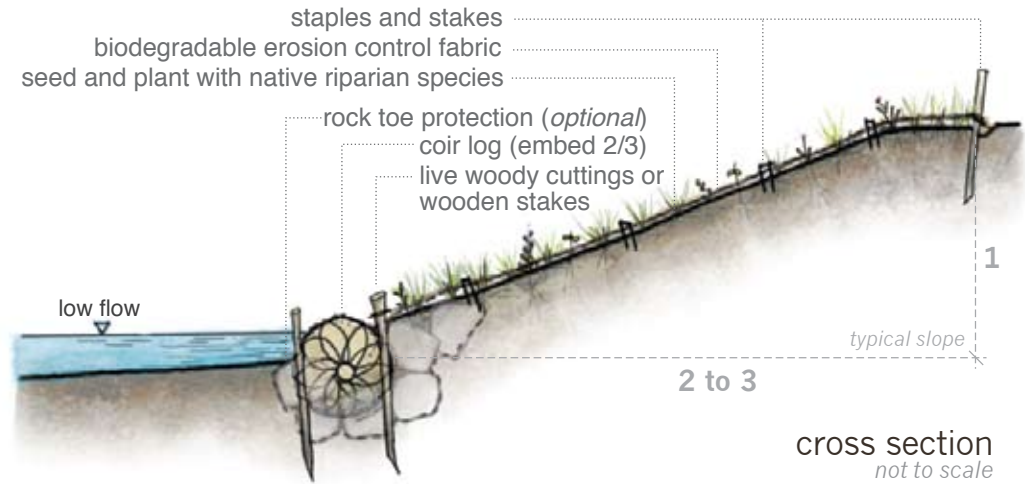 staples and stakes
biodegradable erosion control fabric
seed and plant with native riparian species
rock toe protection (optional)
coir log (embed 2/3)
live woody cuttings or
wooden stakes
low flow
1
typical slope
2 to 3
cross section
not to scale